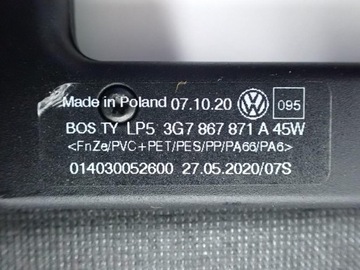 Made in Poland 07.10.20 VW 095
BOS TY LP5 3G7 867 871 A 45W
<FnZe/PVC+PET/PES/PP/PA66/PA6>
014030052600 27.05.2020/07S